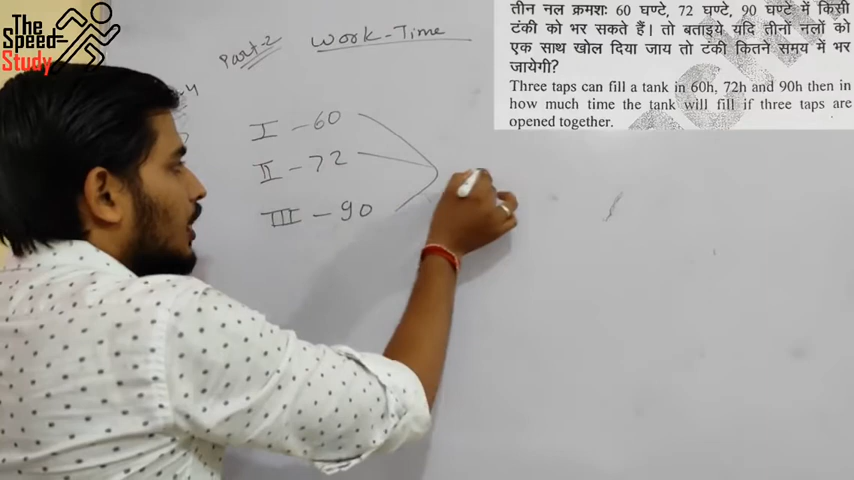 The
Speed
Study
Part-2
Work-Time
I - 60
II - 72
III - 90
तीन नल क्रमशः 60 घण्टे, 72 घण्टे, 90 घण्टे में किसी
टंकी को भर सकते हैं। तो बताइये यदि तीनों नलों को
एक साथ खोल दिया जाय तो टंकी कितने समय में भर
जायेगी?
Three taps can fill a tank in 60h, 72h and 90h then in
how much time the tank will fill if three taps are
opened together.